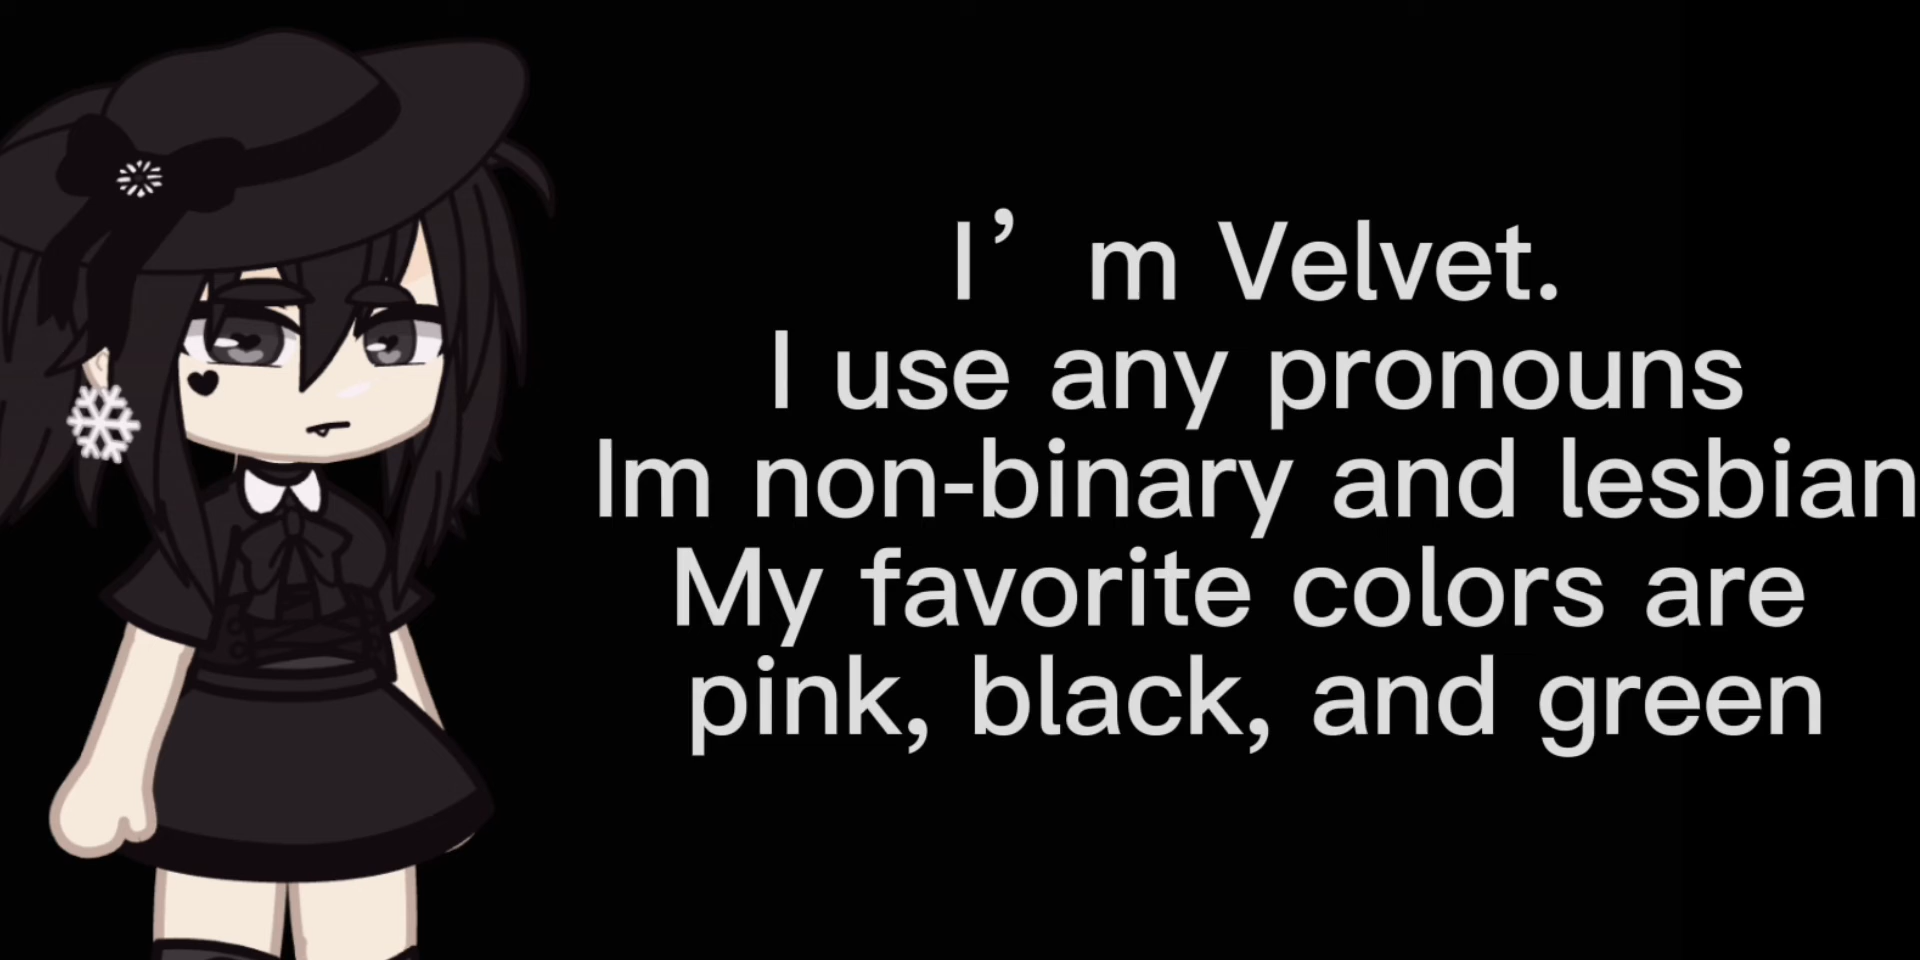 I’m Velvet.
I use any pronouns
Im non-binary and lesbian
My favorite colors are
pink, black, and green